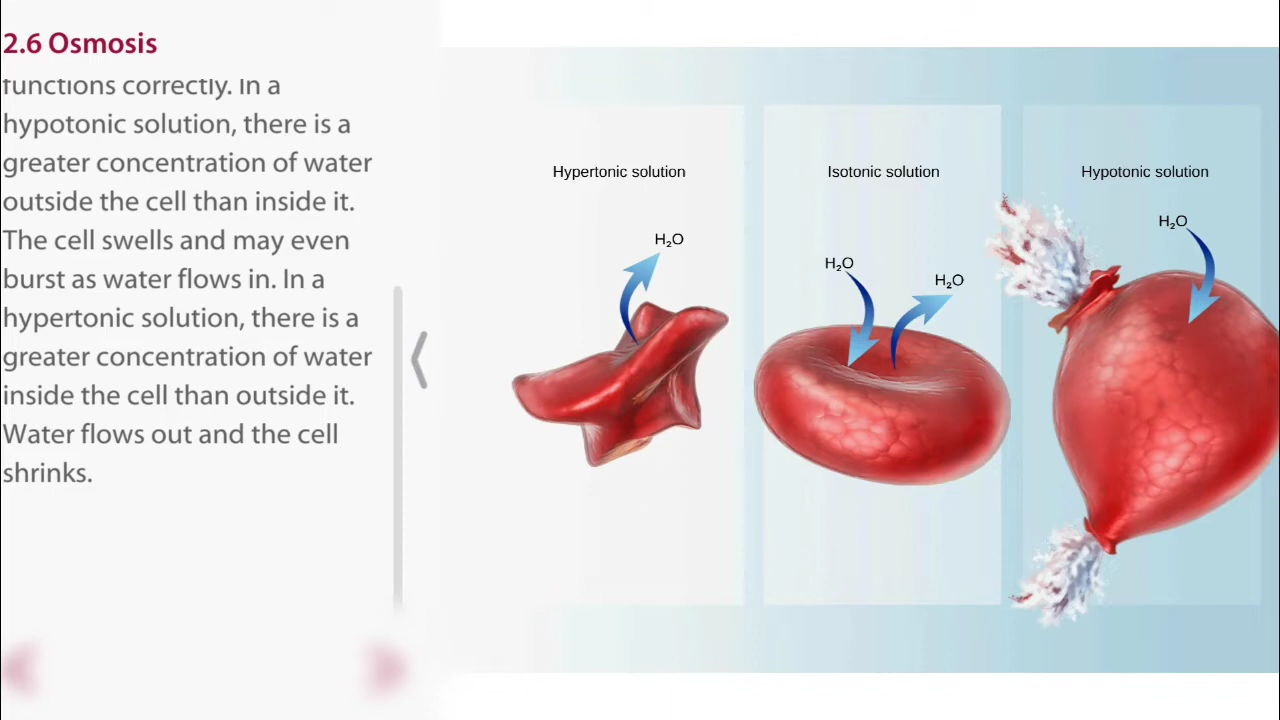 2.6 Osmosis
functions correctly. In a
hypotonic solution, there is a
greater concentration of water
outside the cell than inside it.
The cell swells and may even
burst as water flows in. In a
hypertonic solution, there is a
greater concentration of water
inside the cell than outside it.
Water flows out and the cell
shrinks.
Hypertonic solution
H₂O
Isotonic solution
H₂O
H₂O
Hypotonic solution
H₂O